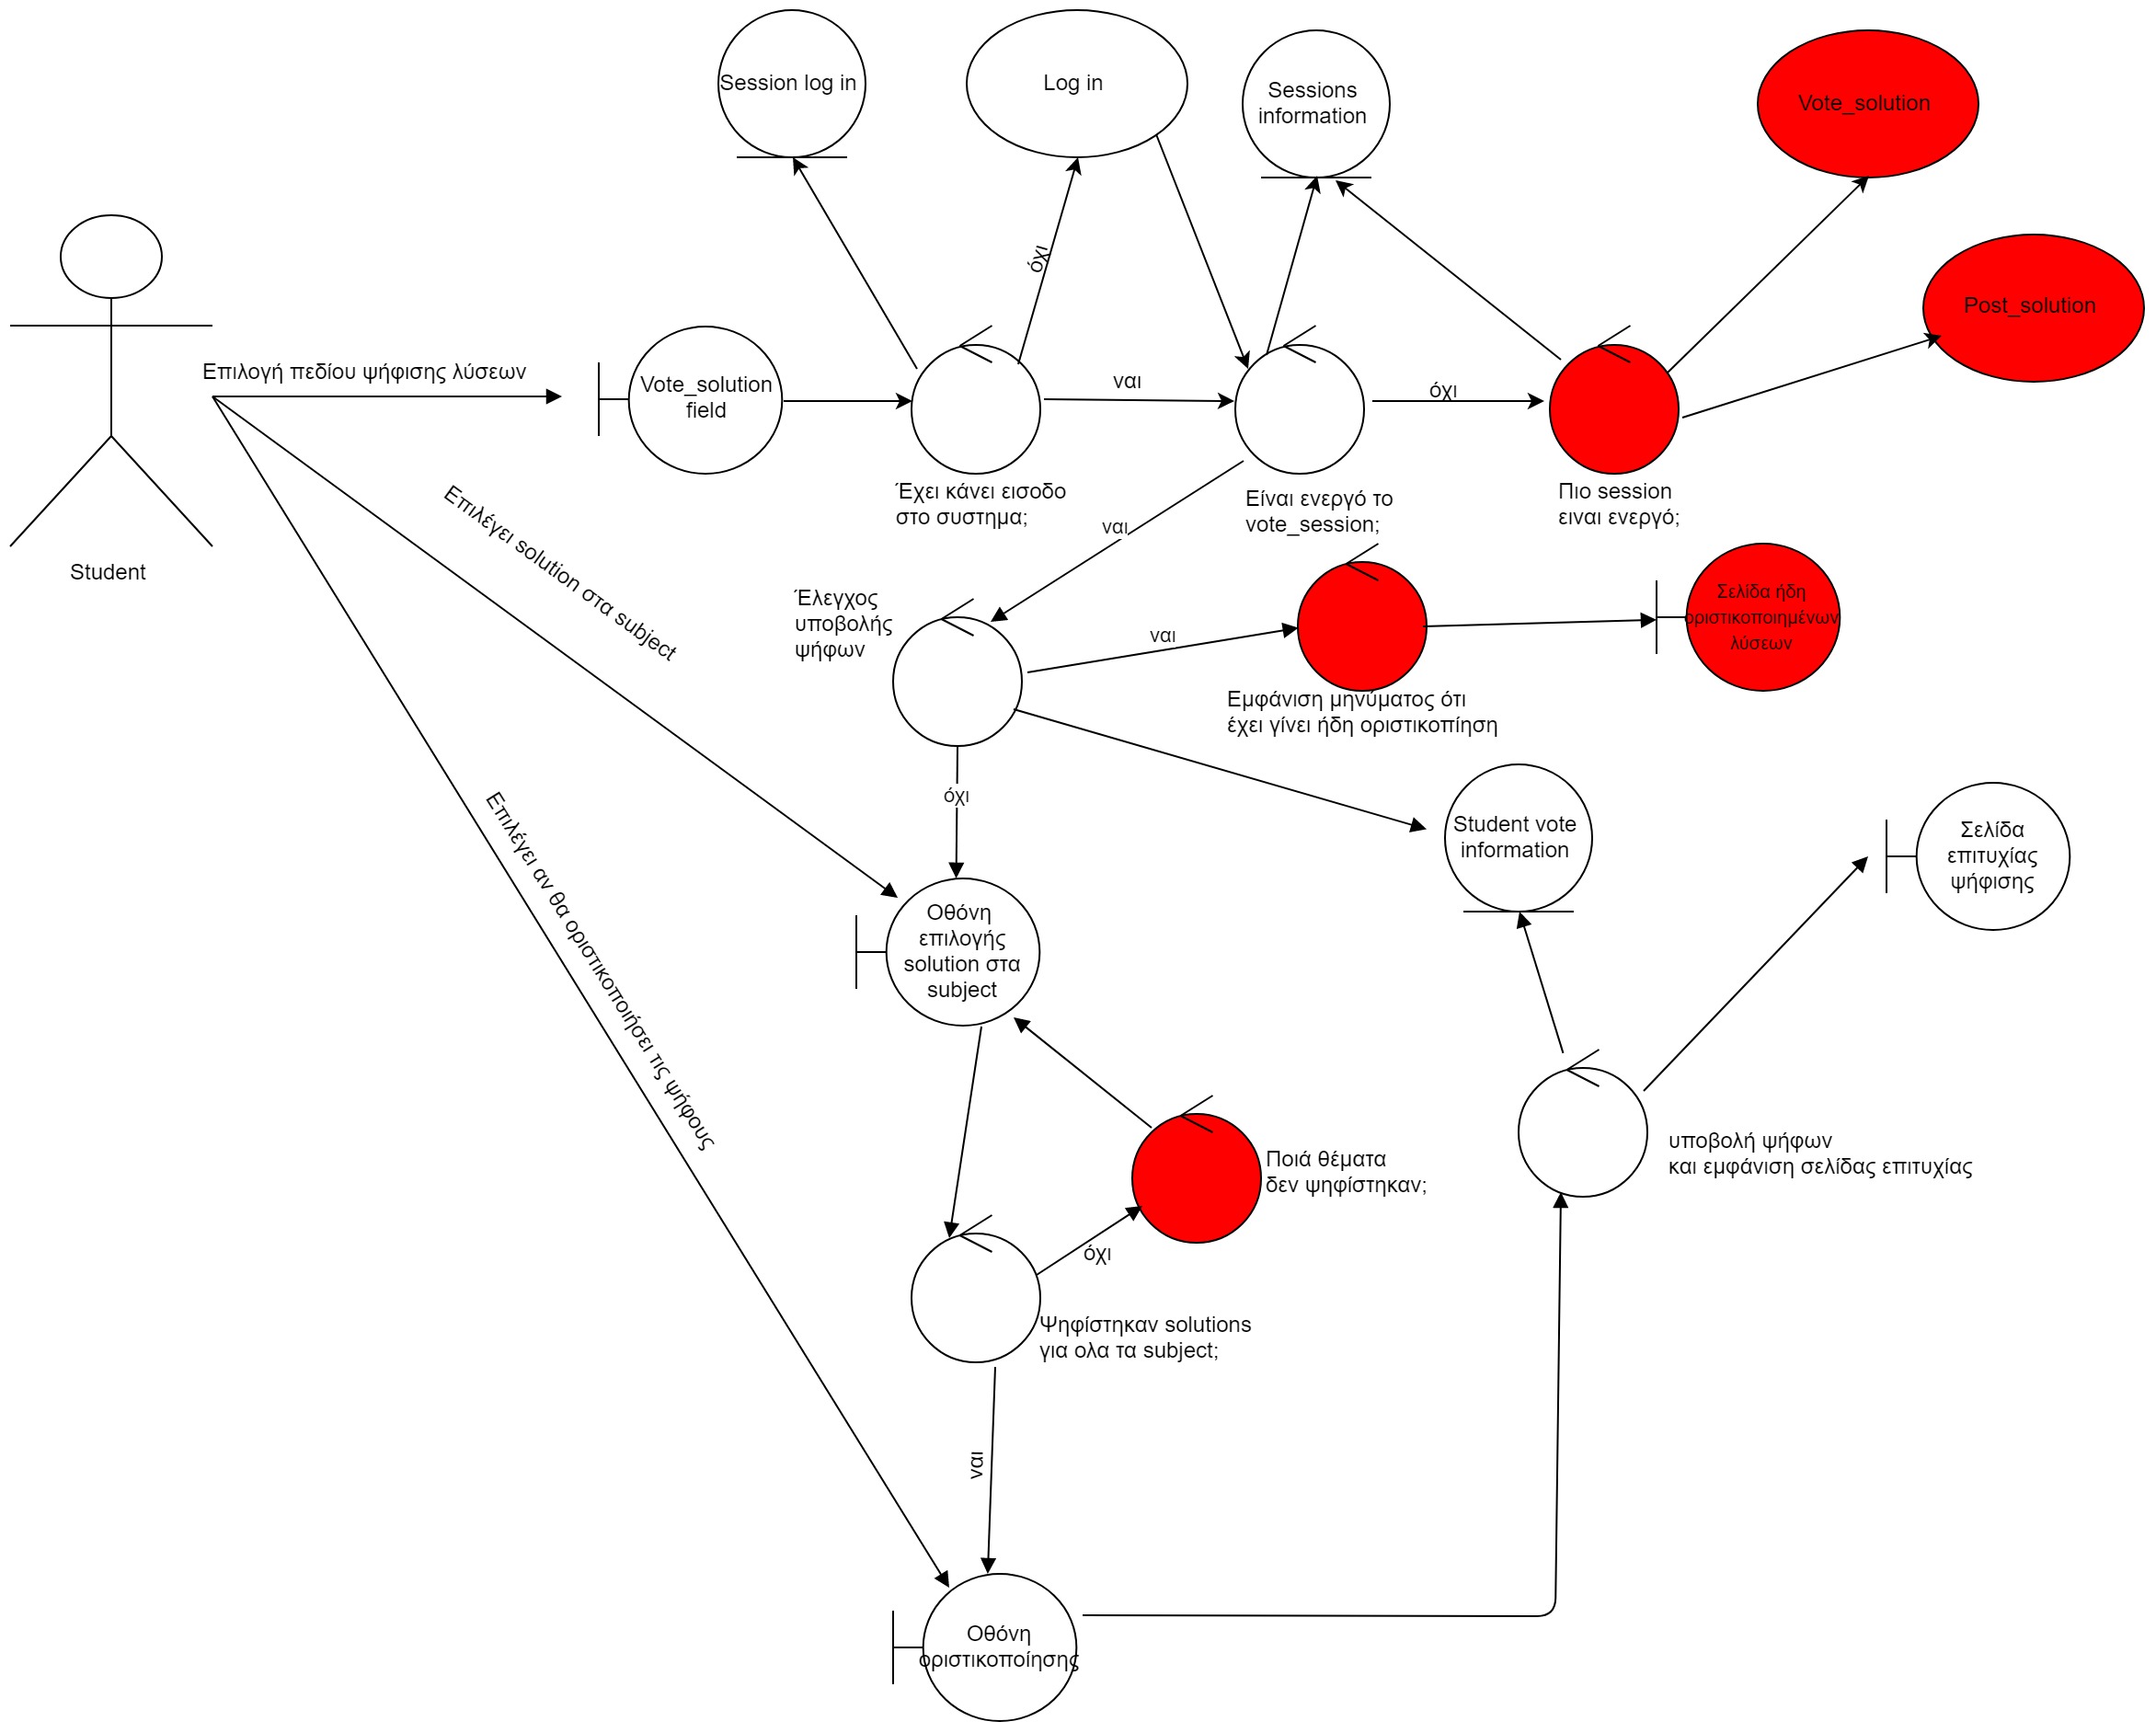 Session log in
Log in
Sessions
information
Vote_solution
Post_solution
όχι
Επιλογή πεδίου ψήφισης λύσεων
Vote_solution
field
ναι
όχι
Έχει κάνει εισοδο
στο συστημα;
Είναι ενεργό το
vote_session;
Πιο session
ειναι ενεργό;
Student
Επιλέγει solution στα subject
ναι
Έλεγχος
υποβολής
ψήφων
ναι
Σελίδα ήδη
οριστικοποιημένων
λύσεων
Εμφάνιση μηνύματος ότι
έχει γίνει ήδη οριστικοπίηση
όχι
Student vote
information
Σελίδα
επιτυχίας
ψήφισης
Επιλέγει αν θα οριστικοποιήσει τις ψήφους
Οθόνη
επιλογής
solution στα
subject
Ποιά θέματα
δεν ψηφίστηκαν;
υποβολή ψήφων
και εμφάνιση σελίδας επιτυχίας
όχι
Ψηφίστηκαν solutions
για ολα τα subject;
ναι
Οθόνη
οριστικοποίησης